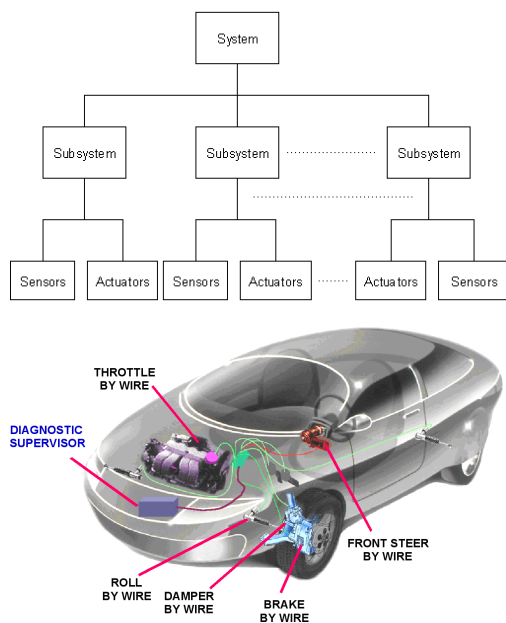 System
Subsystem
Subsystem
Subsystem
Sensors
Actuators
Sensors
Actuators
Actuators
Sensors
THROTTLE
BY WIRE
DIAGNOSTIC
SUPERVISOR
FRONT STEER
BY WIRE
ROLL
BY WIRE
DAMPER
BY WIRE
BRAKE
BY WIRE